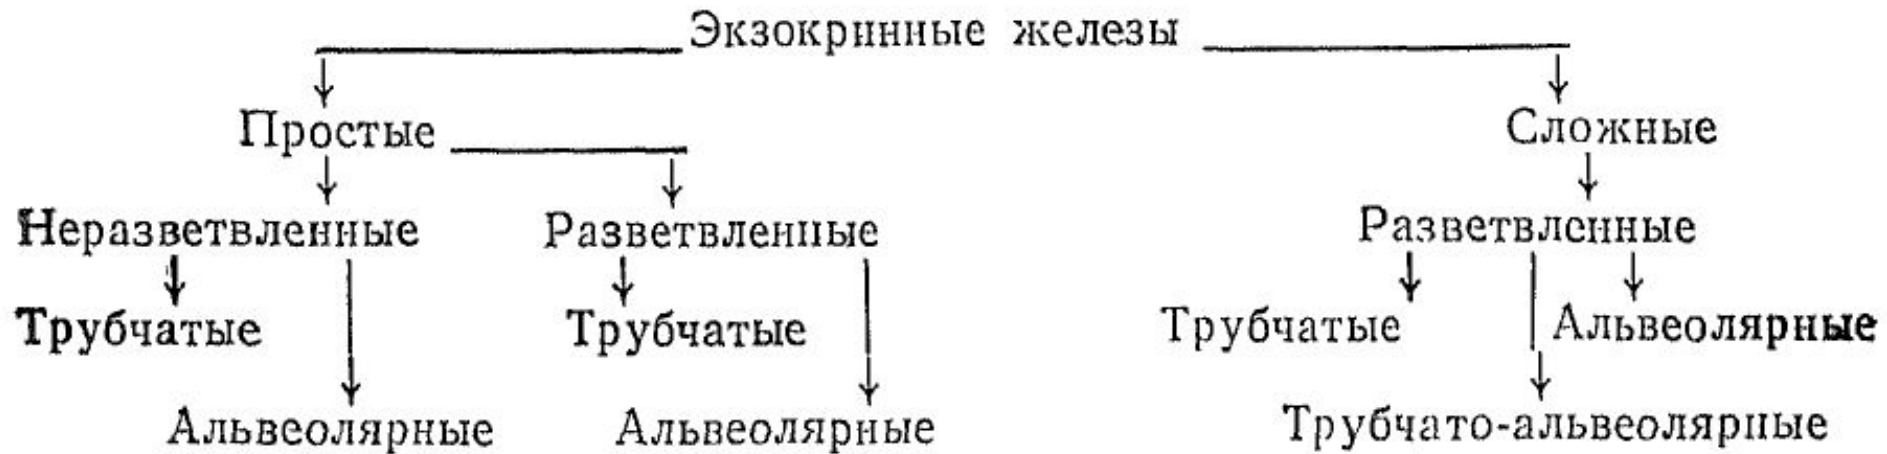 Экзокринные железы
Простые Сложные
Неразветвленные Разветвленные Разветвленные
Трубчатые Трубчатые Трубчатые Альвеолярные
Альвеолярные Альвеолярные Трубчато-альвеолярные